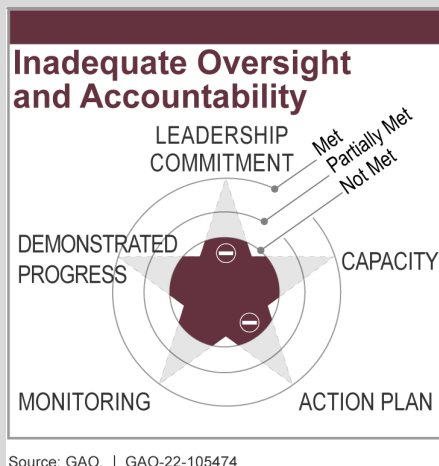 Inadequate Oversight
and Accountability
LEADERSHIP
COMMITMENT
Met
Partially Met
Not Met
DEMONSTRATED
PROGRESS
CAPACITY
MONITORING
ACTION PLAN
Source: GAO. | GAO-22-105474